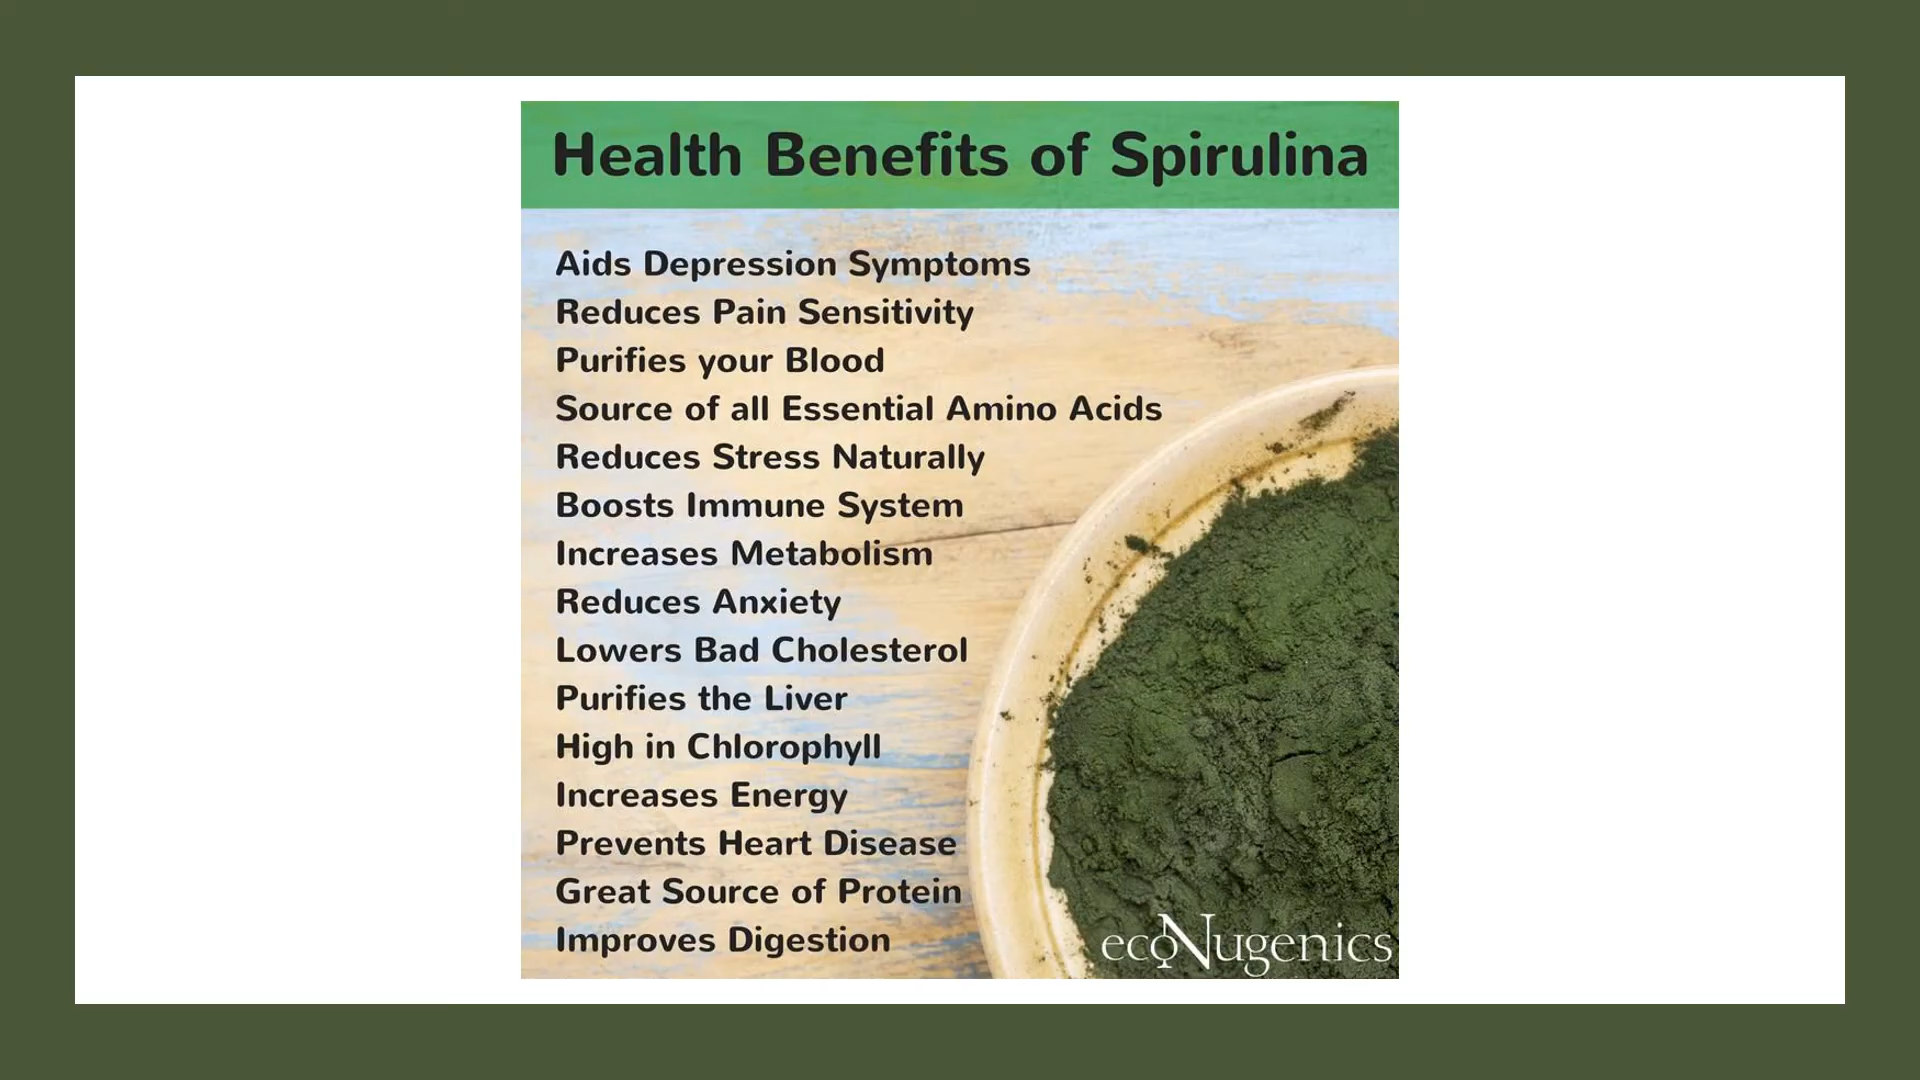 Health Benefits of Spirulina
Aids Depression Symptoms
Reduces Pain Sensitivity
Purifies your Blood
Source of all Essential Amino Acids
Reduces Stress Naturally
Boosts Immune System
Increases Metabolism
Reduces Anxiety
Lowers Bad Cholesterol
Purifies the Liver
High in Chlorophyll
Increases Energy
Prevents Heart Disease
Great Source of Protein
Improves Digestion
ecoNugenics